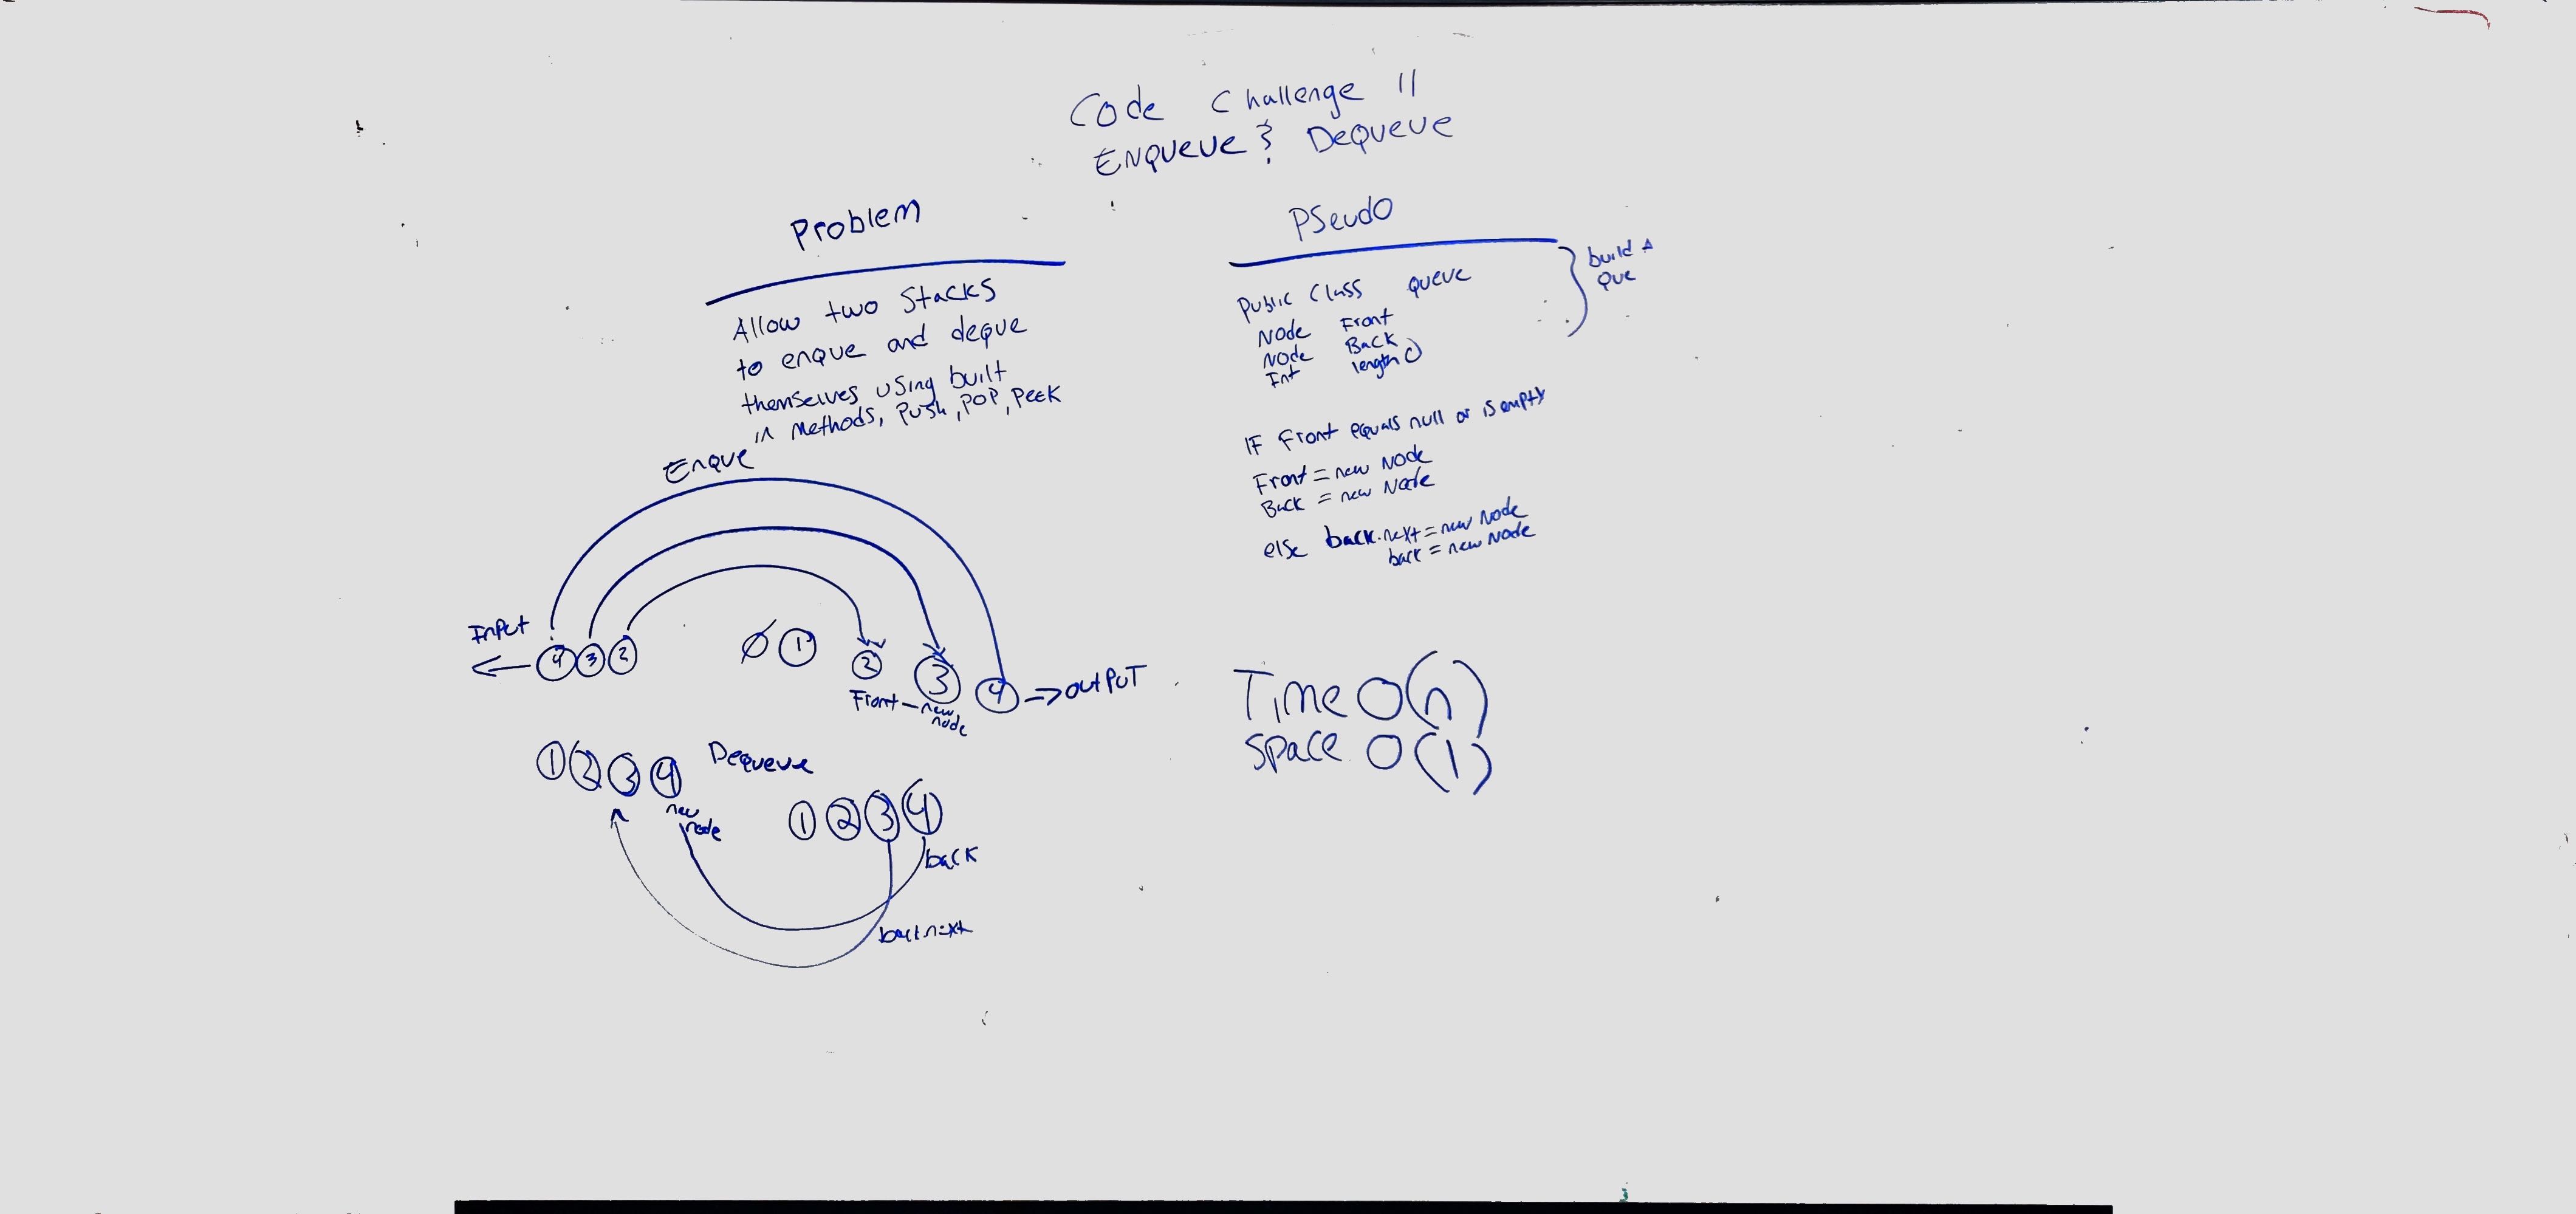 Code Challenge 11
Enqueue & Dequeue
Problem
Allow two Stacks
to enque and deque
themselves using built
in methods, Push, POP, Peek
Pseudo
Public Class queue
Node Front
Node Back
Int length()
build A
Que
IF Front equals null or is empty
Front = new Node
Back = new Node
else back.next = new Node
back = new Node
Enque
Input
4 3 2
Ø 1 2 3 4 -> output
Front - new
node
Time O(n)
Space O(1)
1 2 3 4 Dequeue
new
node
1 2 3 4
back
back next